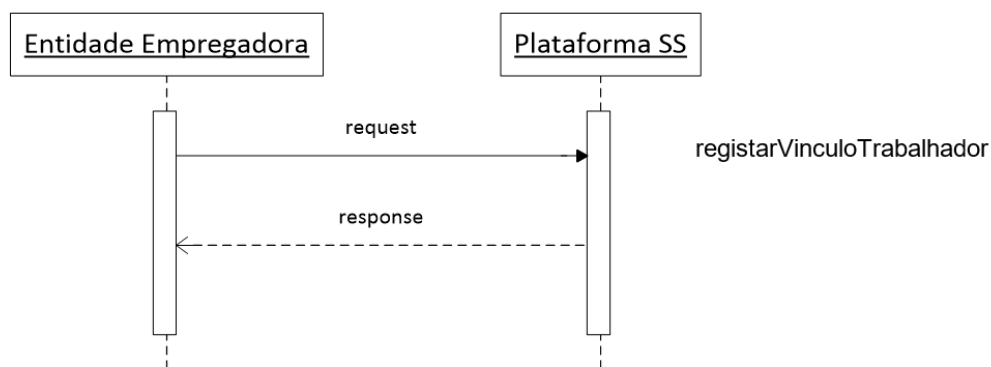 Entidade Empregadora
Plataforma SS
request
registarVinculoTrabalhador
response